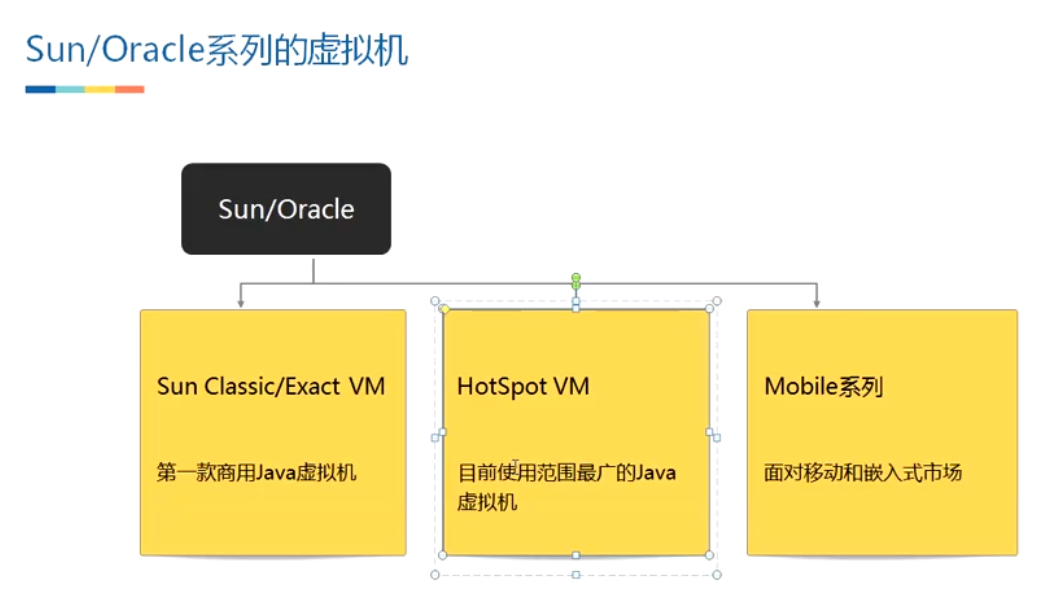 Sun/Oracle系列的虚拟机
Sun/Oracle
Sun Classic/Exact VM
第一款商用Java虚拟机
HotSpot VM
目前使用范围最广的Java
虚拟机
Mobile系列
面对移动和嵌入式市场